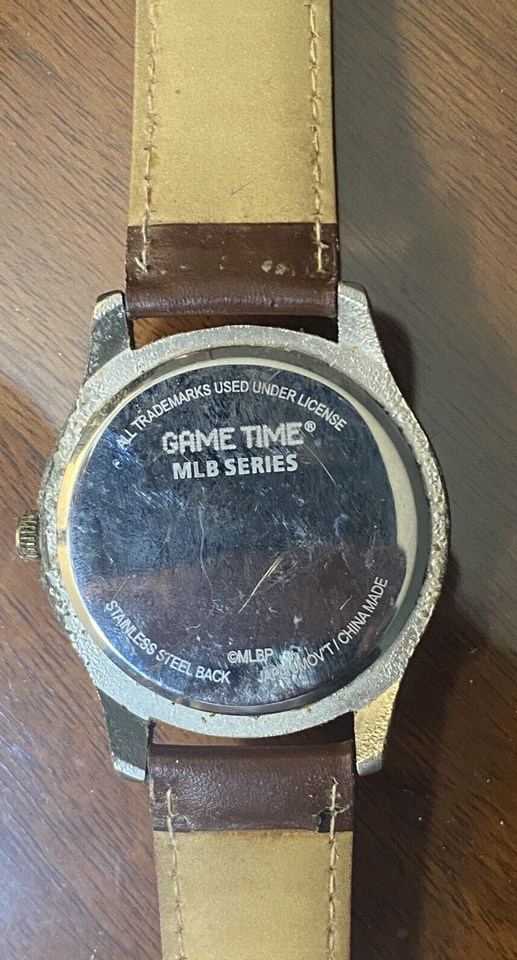 ALL TRADEMARKS USED UNDER LICENSE
GAME TIME®
MLB SERIES
©MLBP
STAINLESS STEEL BACK
JAPAN MOV'T / CHINA MADE